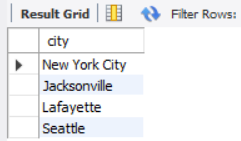 Result Grid Filter Rows:
city
New York City
Jacksonville
Lafayette
Seattle